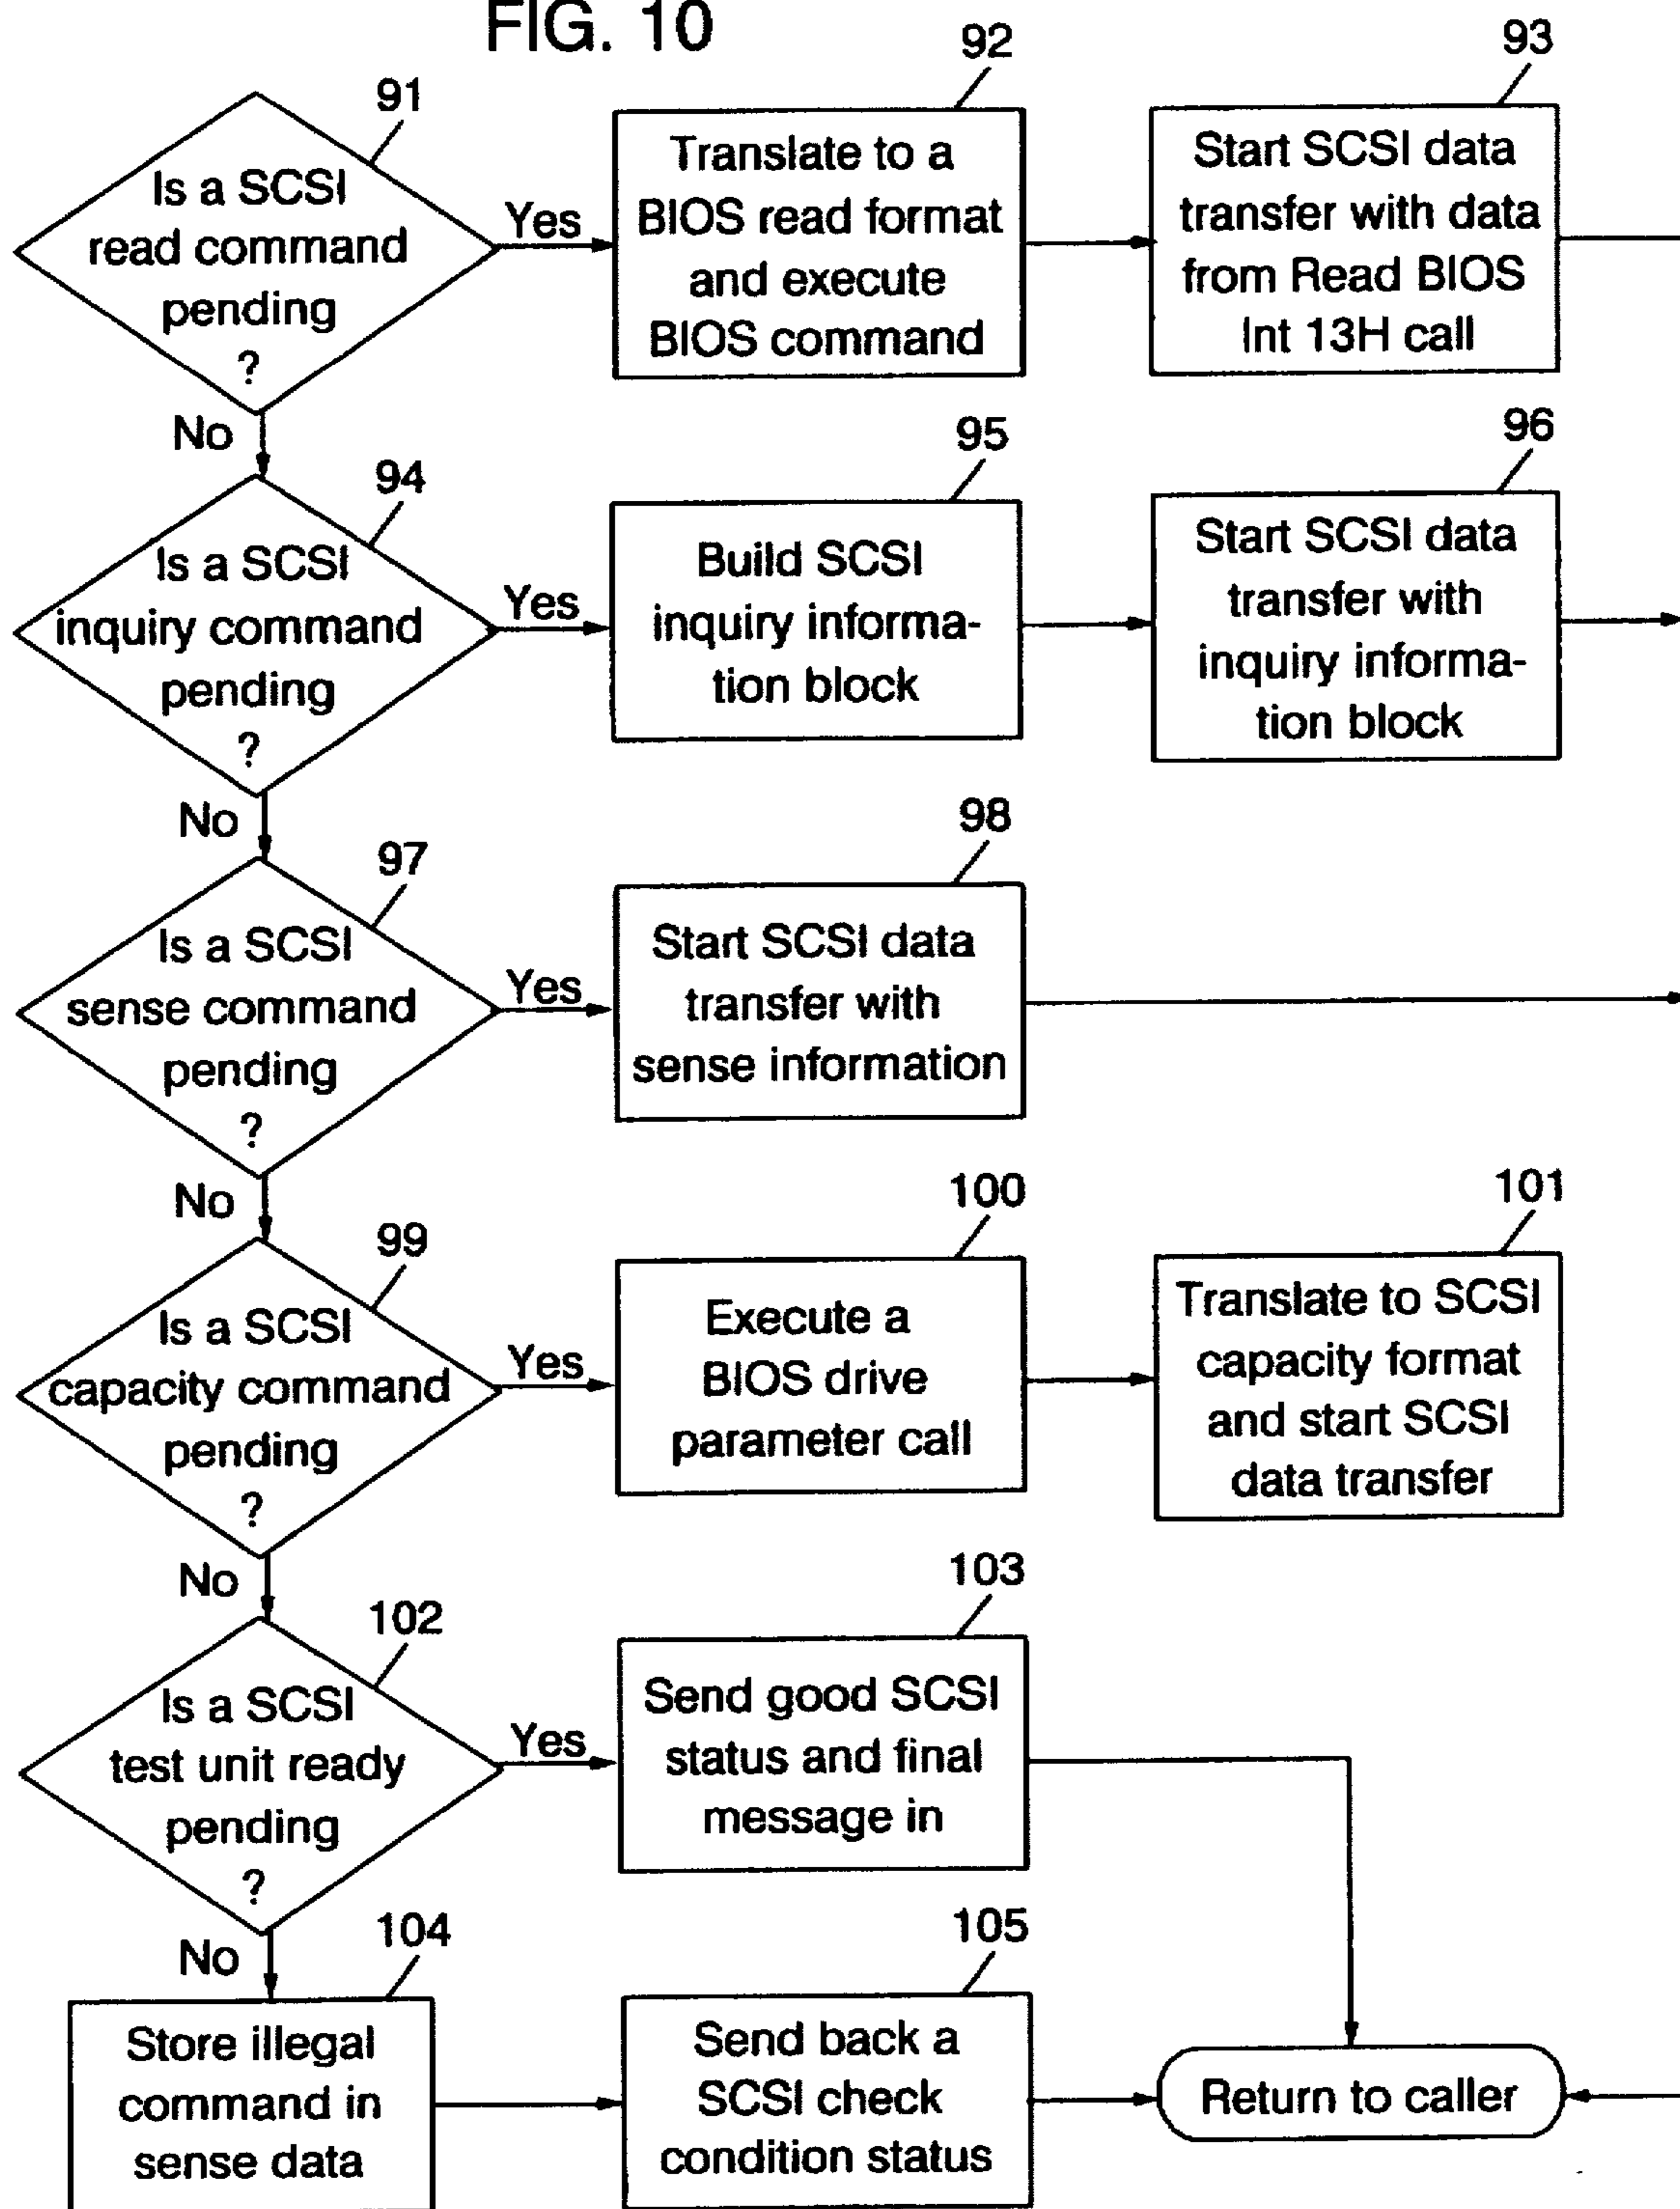 FIG. 10
91
Is a SCSI
read command
pending
?
Yes
No
92
Translate to a
BIOS read format
and execute
BIOS command
93
Start SCSI data
transfer with data
from Read BIOS
Int 13H call
94
Is a SCSI
inquiry command
pending
?
Yes
No
95
Build SCSI
inquiry informa-
tion block
96
Start SCSI data
transfer with
inquiry informa-
tion block
97
Is a SCSI
sense command
pending
?
Yes
No
98
Start SCSI data
transfer with
sense information
99
Is a SCSI
capacity command
pending
?
Yes
No
100
Execute a
BIOS drive
parameter call
101
Translate to SCSI
capacity format
and start SCSI
data transfer
102
Is a SCSI
test unit ready
pending
?
Yes
No
103
Send good SCSI
status and final
message in
104
Store illegal
command in
sense data
105
Send back a
SCSI check
condition status
Return to caller